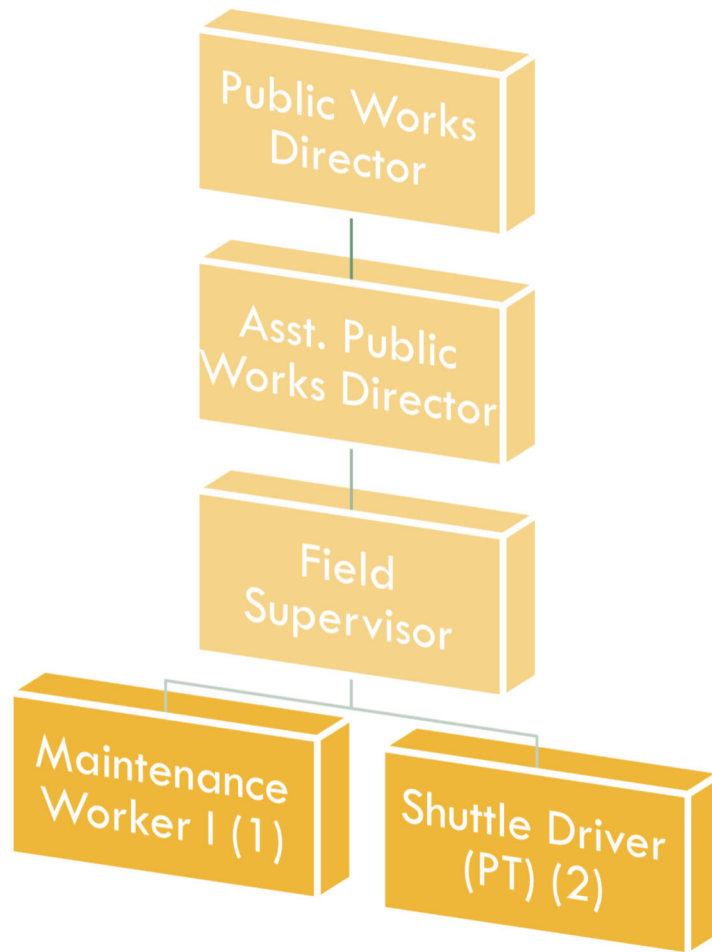 Public Works
Director
Asst. Public
Works Director
Field
Supervisor
Maintenance
Worker I (1)
Shuttle Driver
(PT) (2)